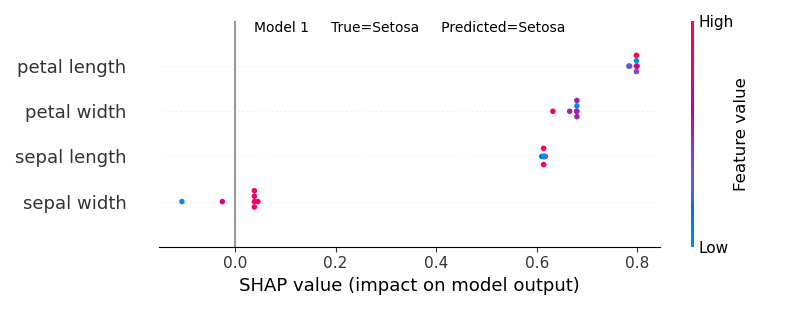 Model 1 True=Setosa Predicted=Setosa
High
petal length
petal width
sepal length
sepal width
Feature value
Low
0.0 0.2 0.4 0.6 0.8
SHAP value (impact on model output)